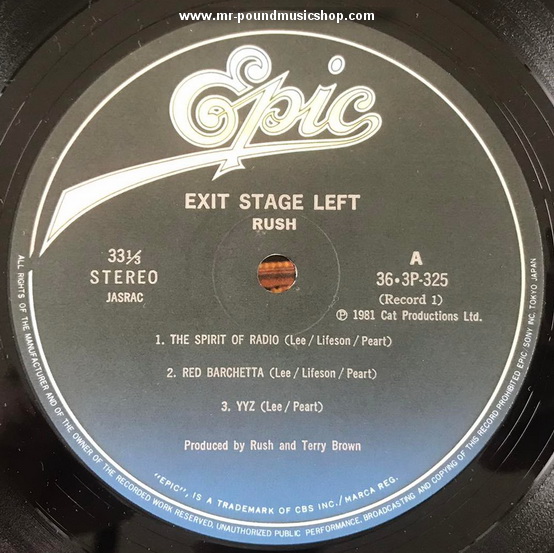 www.mr-poundmusicshop.com
Epic
EXIT STAGE LEFT
RUSH
33⅓
STEREO
JASRAC
A
36・3P-325
(Record 1)
Ⓟ 1981 Cat Productions Ltd.
1. THE SPIRIT OF RADIO (Lee/Lifeson/Peart)
2. RED BARCHETTA (Lee/Lifeson/Peart)
3. YYZ (Lee/Peart)
Produced by Rush and Terry Brown
"EPIC", IS A TRADEMARK OF CBS INC./MARCA REG.
ALL RIGHTS OF THE MANUFACTURER AND OF THE OWNER OF THE RECORDED WORK RESERVED. UNAUTHORIZED PUBLIC PERFORMANCE, BROADCASTING AND COPYING OF THIS RECORD PROHIBITED EPIC/SONY INC. TOKYO JAPAN